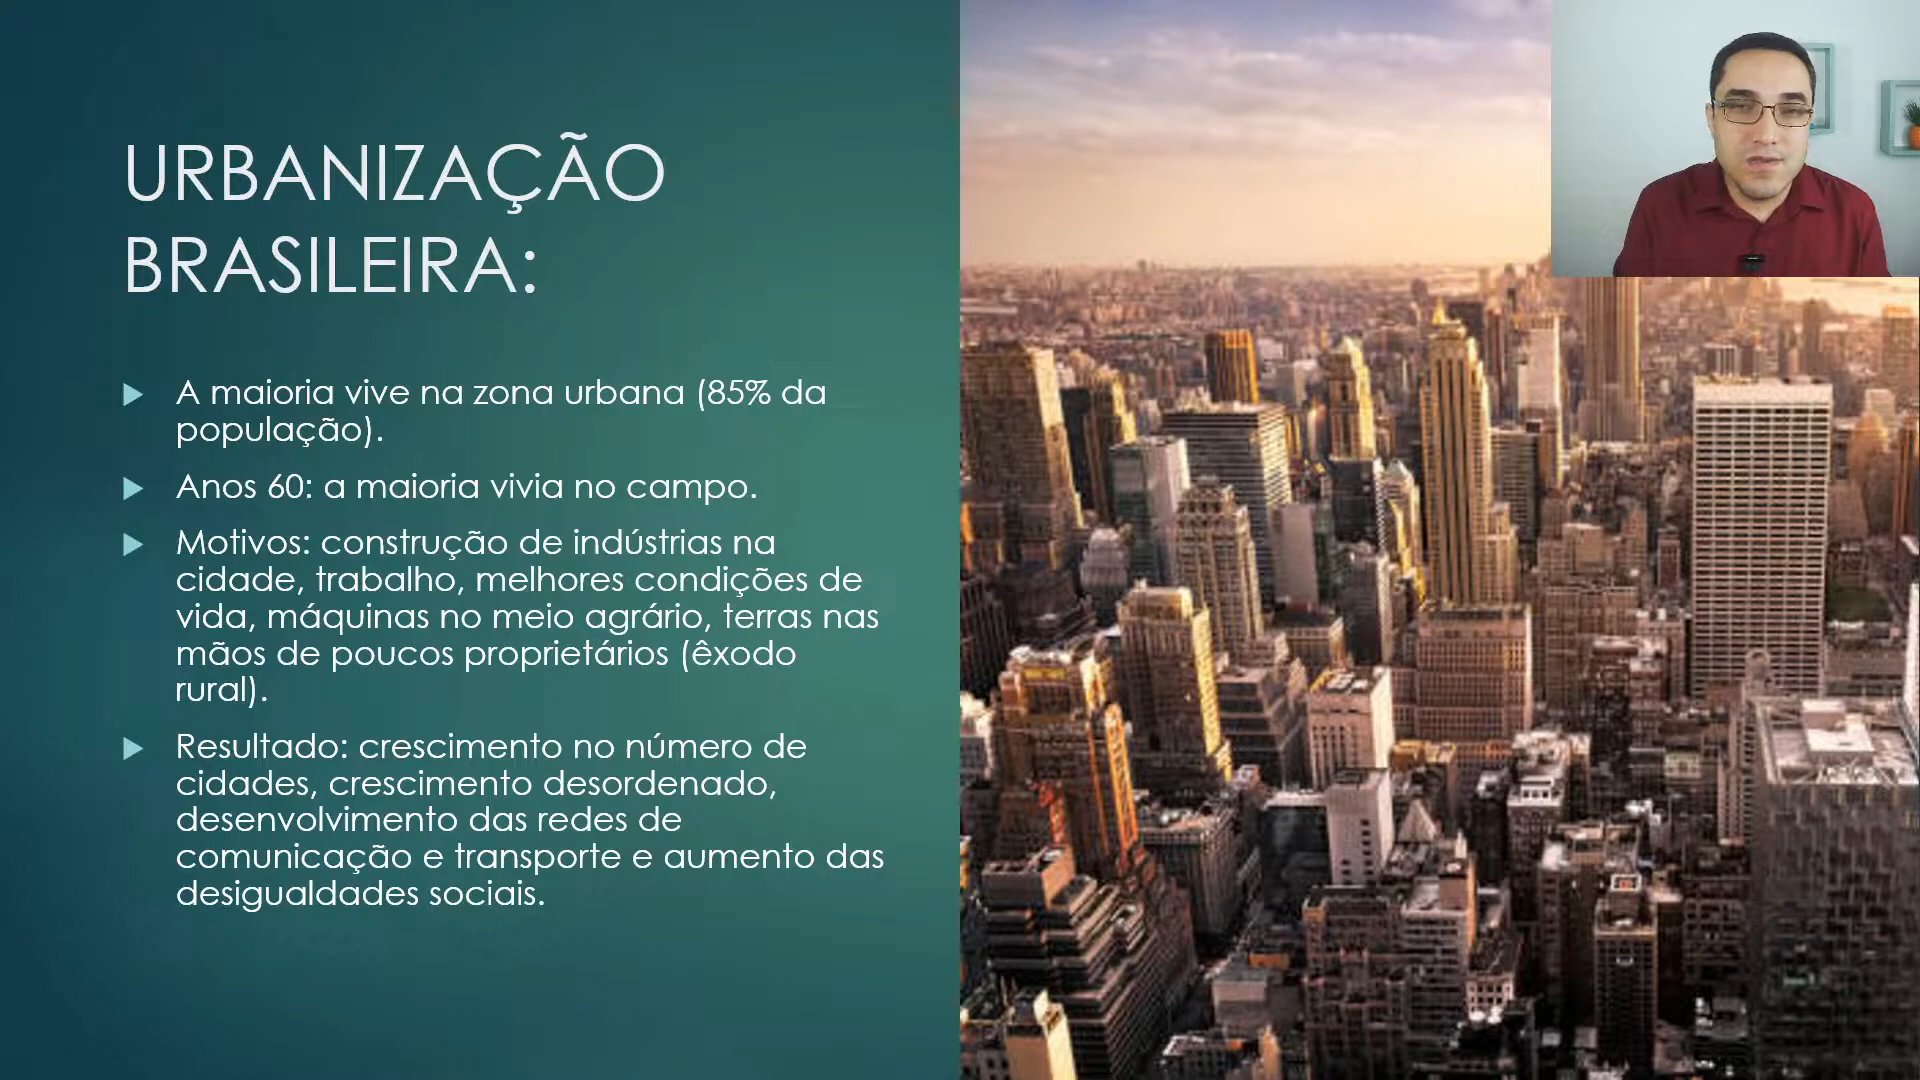 URBANIZAÇÃO
BRASILEIRA:
A maioria vive na zona urbana (85% da
população).
Anos 60: a maioria vivia no campo.
Motivos: construção de indústrias na
cidade, trabalho, melhores condições de
vida, máquinas no meio agrário, terras nas
mãos de poucos proprietários (êxodo
rural).
Resultado: crescimento no número de
cidades, crescimento desordenado,
desenvolvimento das redes de
comunicação e transporte e aumento das
desigualdades sociais.